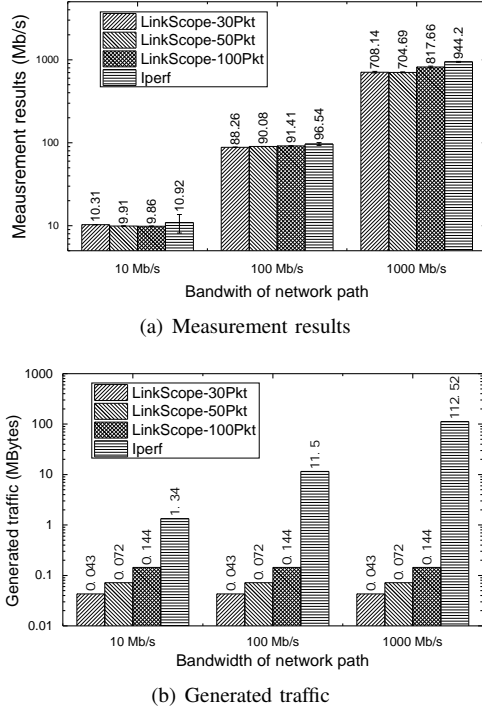 LinkScope-30Pkt
LinkScope-50Pkt
LinkScope-100Pkt
Iperf
Meausrement results (Mb/s)
1000
100
10
10.31
9.91
9.86
10.92
88.26
90.08
91.41
96.54
708.14
704.69
817.66
944.2
10 Mb/s
100 Mb/s
1000 Mb/s
Bandwith of network path
(a) Measurement results
LinkScope-30Pkt
LinkScope-50Pkt
LinkScope-100Pkt
Iperf
Generated traffic (MBytes)
1000
100
10
1
0.1
0.01
0.043
0.072
0.144
1.34
0.043
0.072
0.144
11.5
0.043
0.072
0.144
112.52
10 Mb/s
100 Mb/s
1000 Mb/s
Bandwidth of network path
(b) Generated traffic